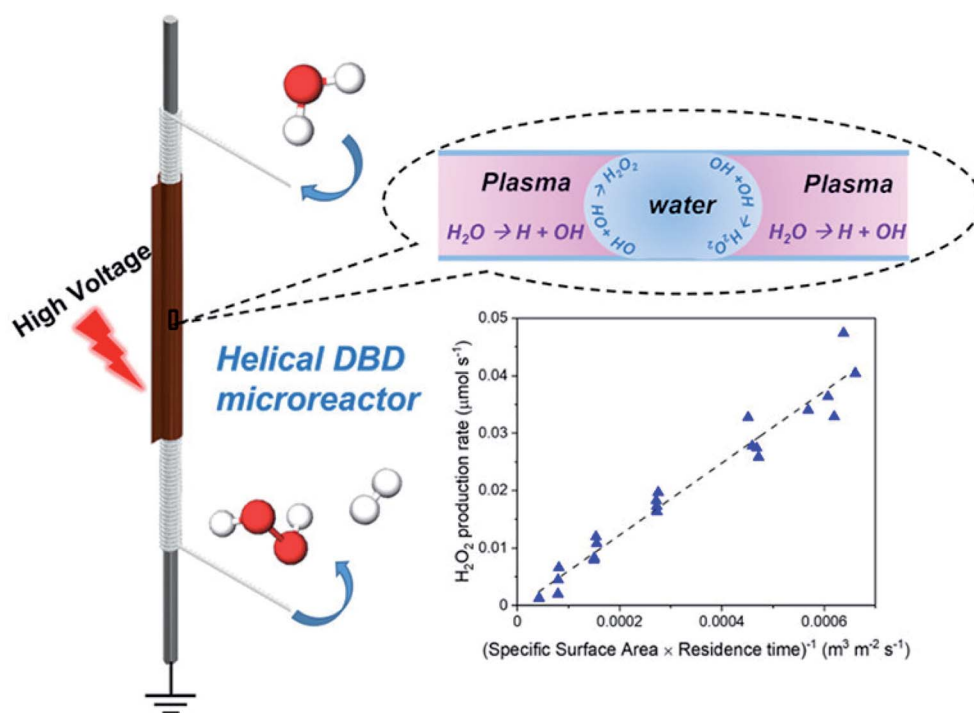 High Voltage
Helical DBD
microreactor
Plasma
H₂O → H + OH
OH +OH → H₂O₂
water
OH +OH → H₂O₂
Plasma
H₂O → H + OH
H₂O₂ production rate (μmol s⁻¹)
0.05
0.04
0.03
0.02
0.01
0
0.0002
0.0004
0.0006
(Specific Surface Area × Residence time)⁻¹ (m³ m⁻² s⁻¹)